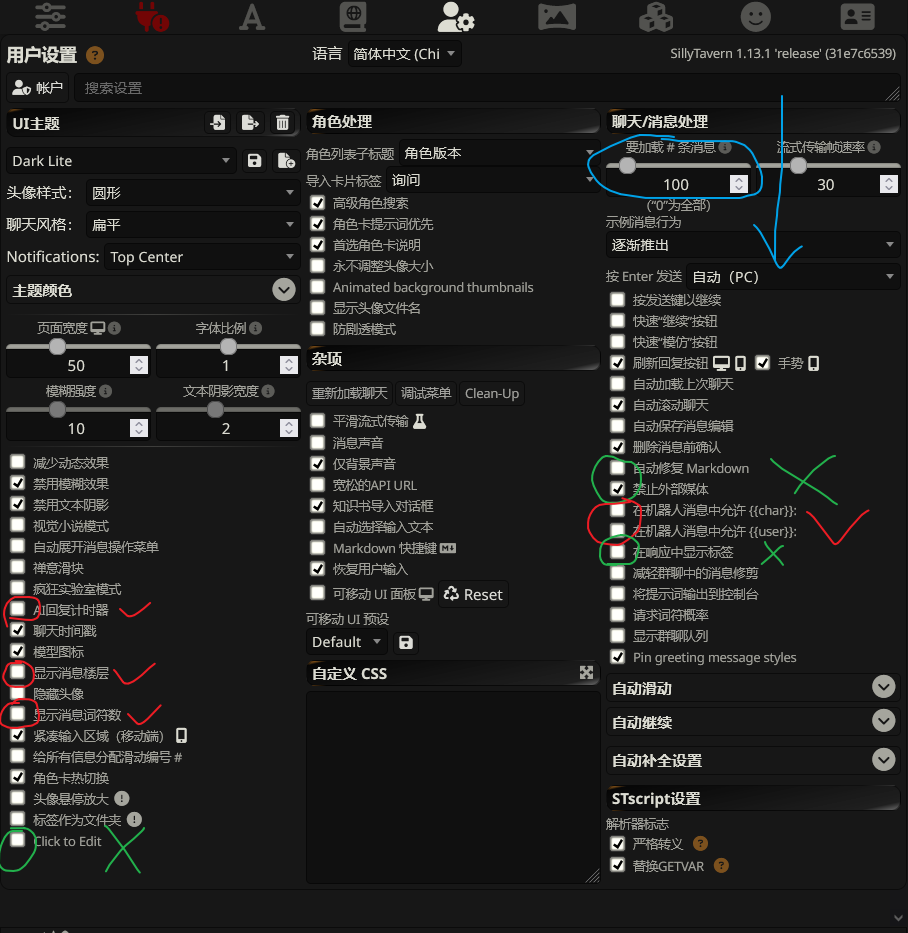 用户设置
语言 简体中文 (Chi
SillyTavern 1.13.1 'release' (31e7c6539)
帐户
搜索设置
UI主题
Dark Lite
头像样式： 圆形
聊天风格： 扁平
Notifications: Top Center
主题颜色
页面宽度 字体比例
50 1
模糊强度 文本阴影宽度
10 2
减少动态效果
禁用模糊效果
禁用文本阴影
视觉小说模式
自动展开消息操作菜单
禅意滑块
疯狂实验室模式
AI回复计时器
聊天时间戳
模型图标
显示消息楼层
隐藏头像
显示消息词符数
紧凑输入区域（移动端）
给所有信息分配滑动编号 #
角色卡热切换
头像悬停放大
标签作为文件夹
Click to Edit
角色处理
角色列表子标题 角色版本
导入卡片标签 询问
高级角色搜索
角色卡提示词优先
首选角色卡说明
永不调整头像大小
Animated background thumbnails
显示头像文件名
防剧透模式
杂项
重新加载聊天 调试菜单 Clean-Up
平滑流式传输
消息声音
仅背景声音
宽松的API URL
知识书导入对话框
自动选择输入文本
Markdown 快捷键
恢复用户输入
可移动 UI 面板 Reset
可移动 UI 预设
Default
自定义 CSS
聊天/消息处理
要加载 # 条消息 流式传输帧速率
100 30
("0"为全部)
示例消息行为
逐渐推出
按 Enter 发送 自动（PC）
按发送键以继续
快速“继续”按钮
快速“模仿”按钮
刷新回复按钮 手势
自动加载上次聊天
自动滚动聊天
自动保存消息编辑
删除消息前确认
自动修复 Markdown
禁止外部媒体
在机器人消息中允许 {{char}}:
在机器人消息中允许 {{user}}:
在响应中显示标签
减轻群聊中的消息修剪
将提示词输出到控制台
请求词符概率
显示群聊队列
Pin greeting message styles
自动滑动
自动继续
自动补全设置
STscript设置
解析器标志
严格转义
替换GETVAR